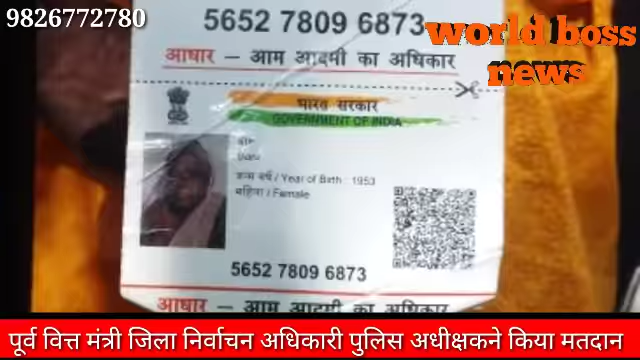 9826772780
5652 7809 6873
world boss
news
आधार – आम आदमी का अधिकार
भारत सरकार
GOVERNMENT OF INDIA
जन्म वर्ष / Year of Birth : 1953
महिला / Female
5652 7809 6873
आधार – आम आदमी का अधिकार
पूर्व वित्त मंत्री जिला निर्वाचन अधिकारी पुलिस अधीक्षकने किया मतदान